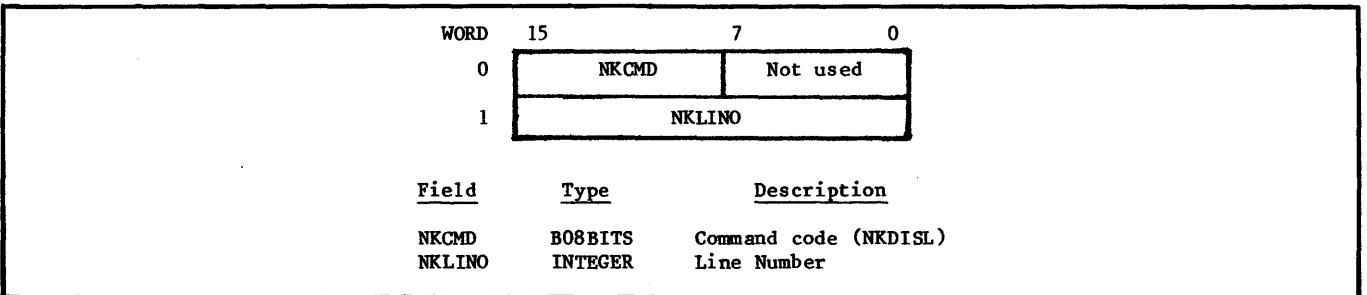 WORD 15 7 0
0 NKCMD Not used
1 NKLINO
Field Type Description
NKCMD B08BITS Command code (NKDISL)
NKLINO INTEGER Line Number